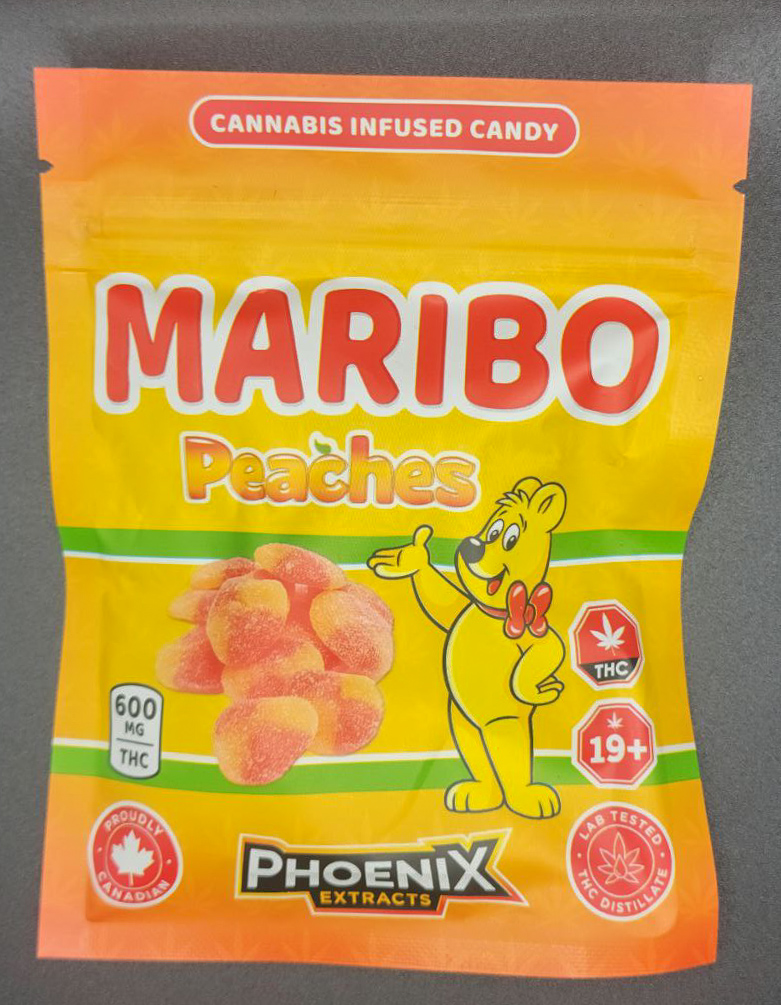 CANNABIS INFUSED CANDY
MARIBO
Peaches
THC
600
MG
THC
19+
PROUDLY
CANADIAN
PHOENIX
EXTRACTS
LAB TESTED
THC DISTILLATE